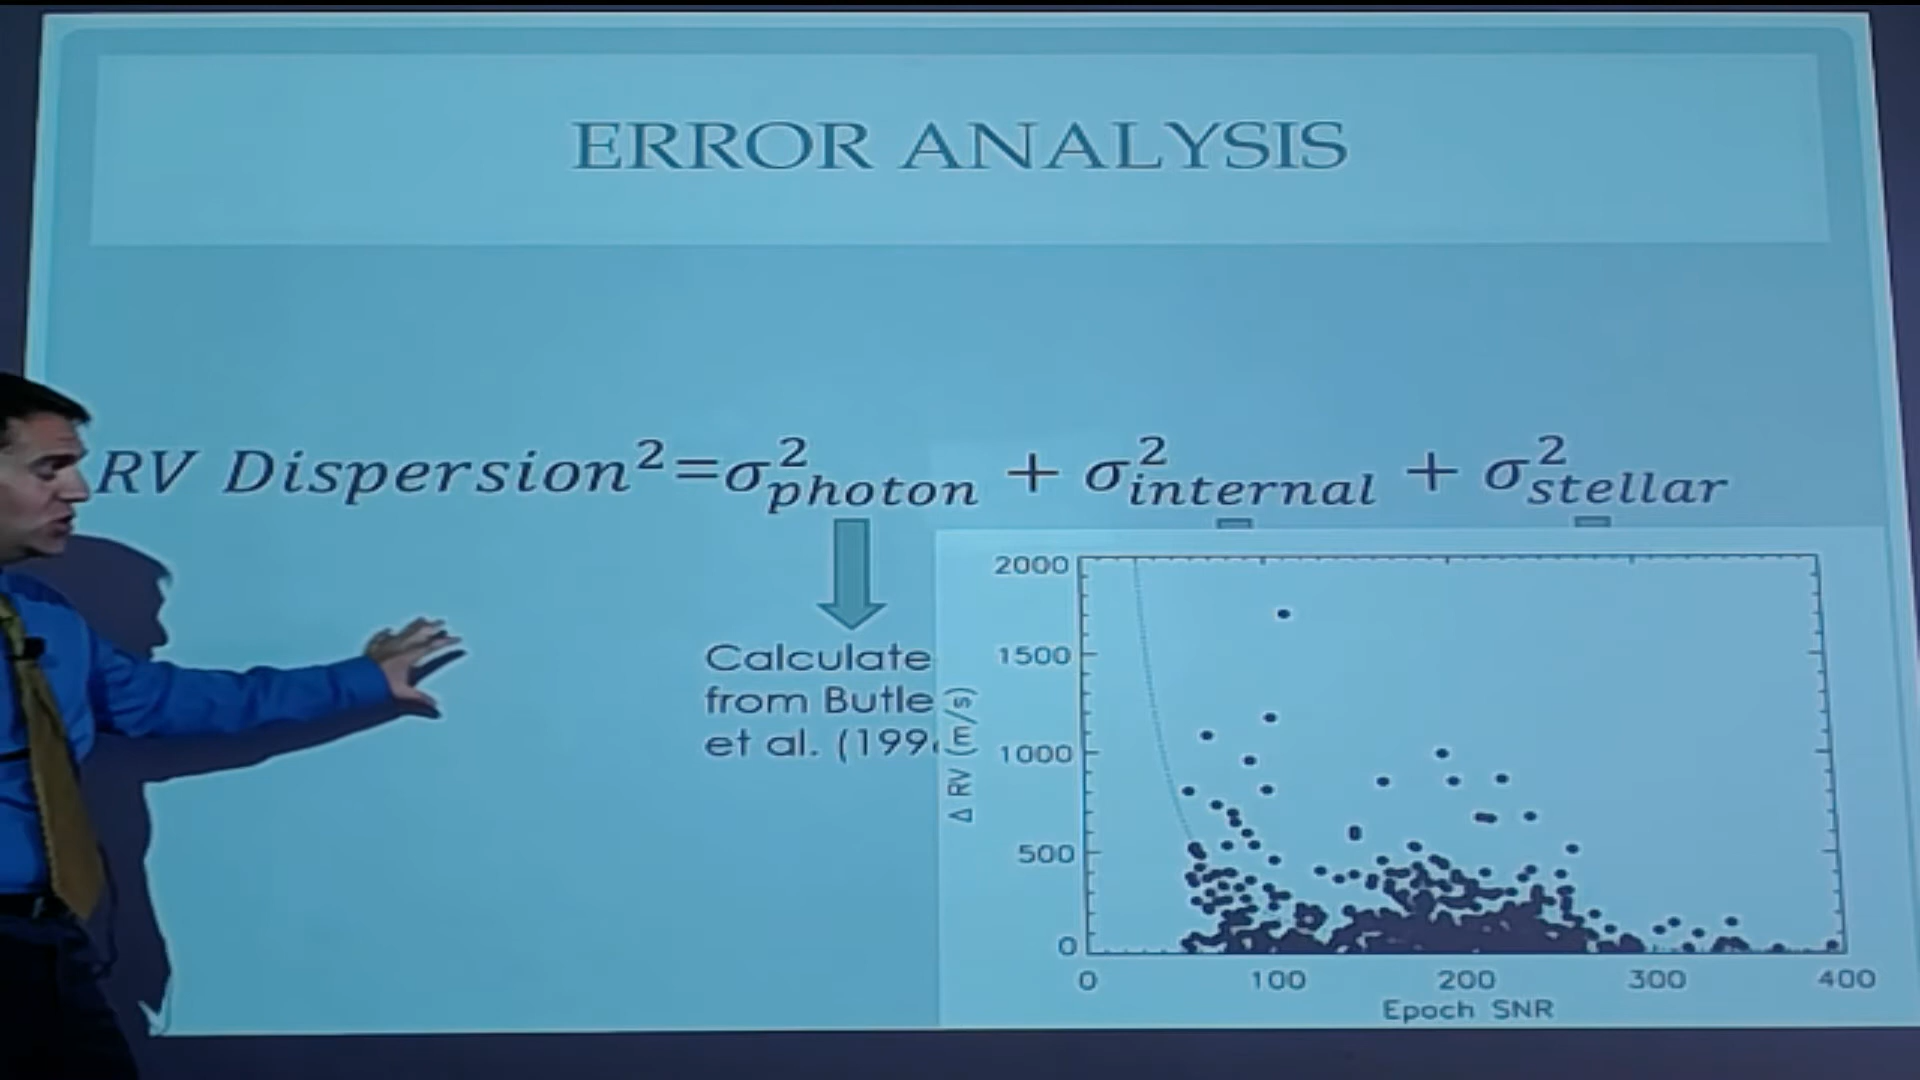 ERROR ANALYSIS
RV Dispersion²=σ²photon + σ²internal + σ²stellar
Calculate
from Butle
et al. (199
Δ RV (m/s)
2000
1500
1000
500
0
0 100 200 300 400
Epoch SNR